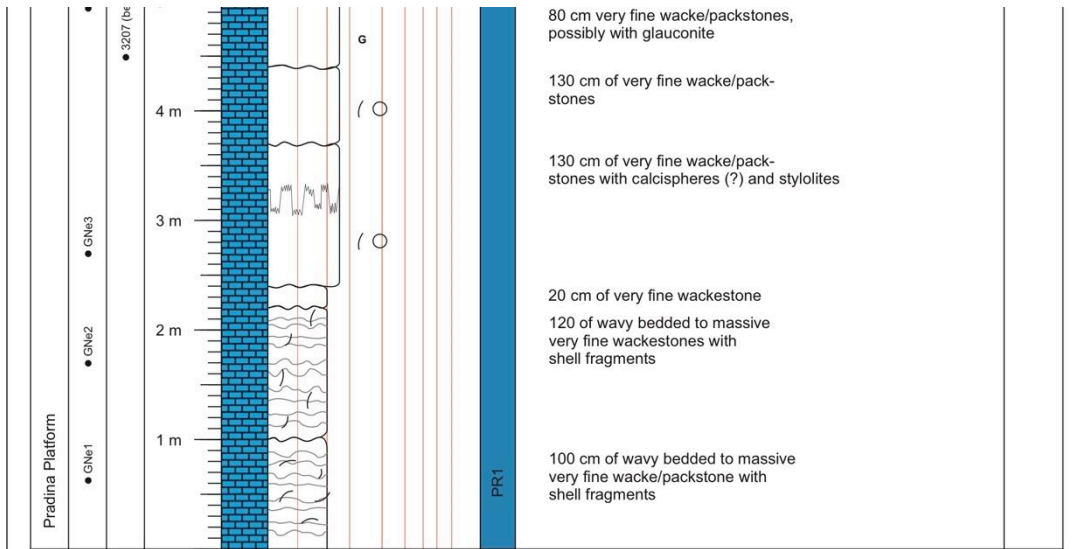 80 cm very fine wacke/packstones,
possibly with glauconite
3207 (be
G
130 cm of very fine wacke/pack-
stones
4 m
130 cm of very fine wacke/pack-
stones with calcispheres (?) and stylolites
3 m
GNe3
20 cm of very fine wackestone
120 of wavy bedded to massive
very fine wackestones with
shell fragments
2 m
GNe2
1 m
GNe1
100 cm of wavy bedded to massive
very fine wacke/packstone with
shell fragments
Pradina Platform
PR1